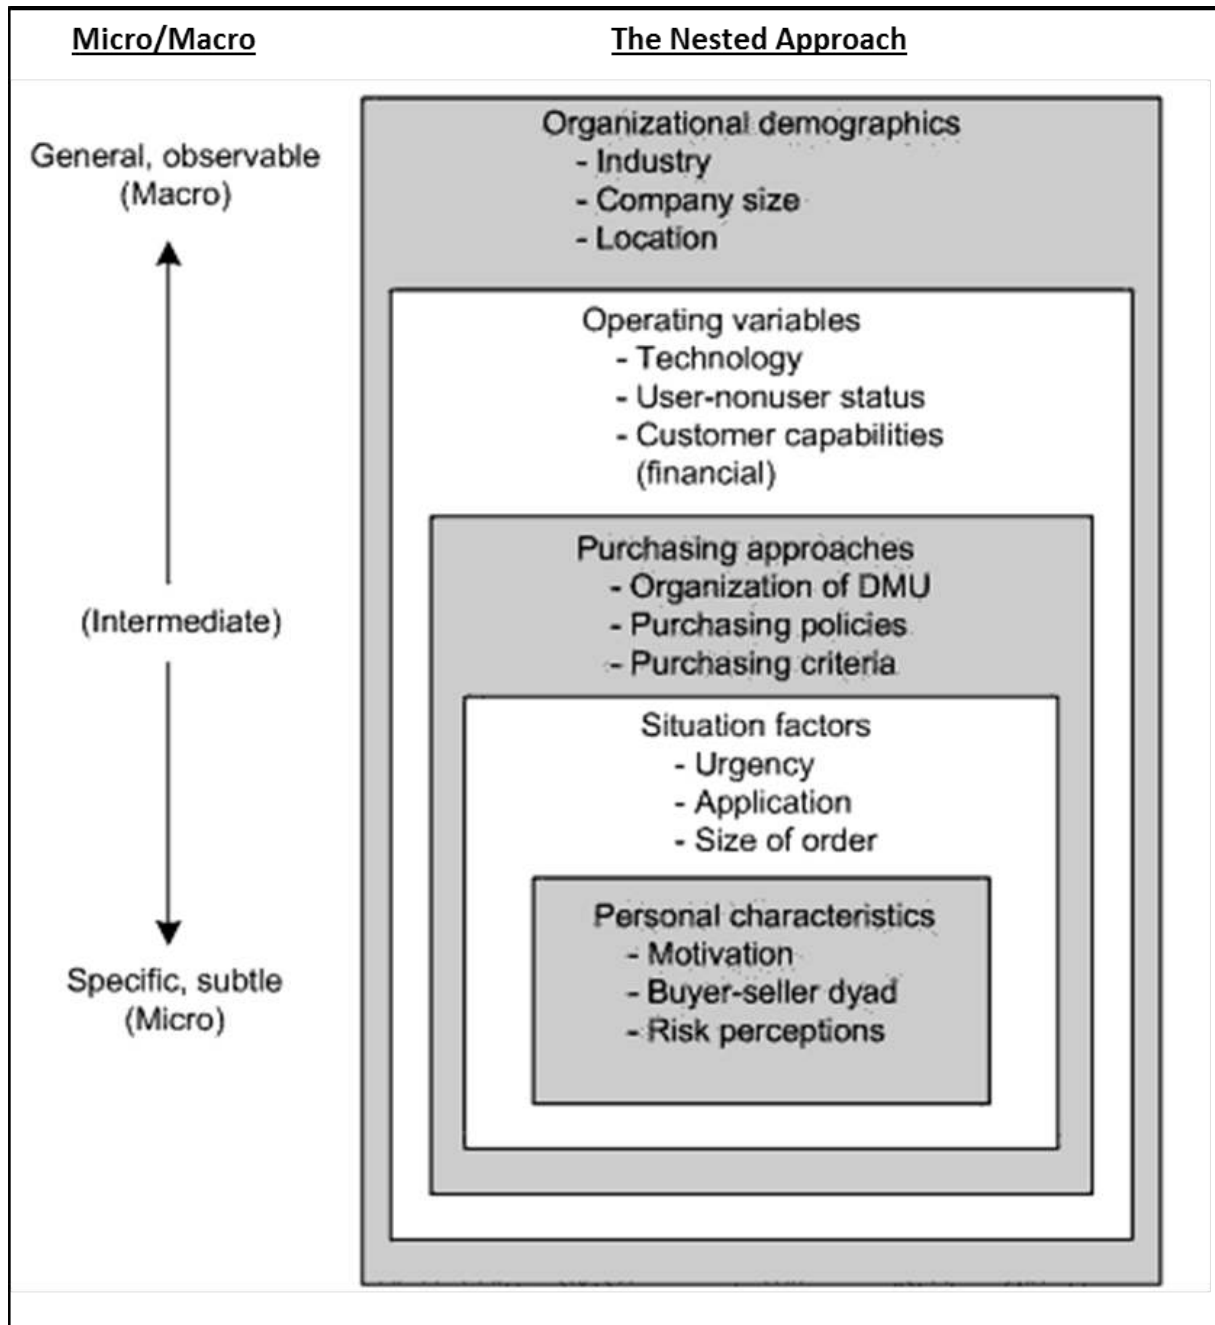 Micro/Macro
The Nested Approach
General, observable
(Macro)
(Intermediate)
Specific, subtle
(Micro)
Organizational demographics
- Industry
- Company size
- Location
Operating variables
- Technology
- User-nonuser status
- Customer capabilities
(financial)
Purchasing approaches
- Organization of DMU
- Purchasing policies
- Purchasing criteria
Situation factors
- Urgency
- Application
- Size of order
Personal characteristics
- Motivation
- Buyer-seller dyad
- Risk perceptions